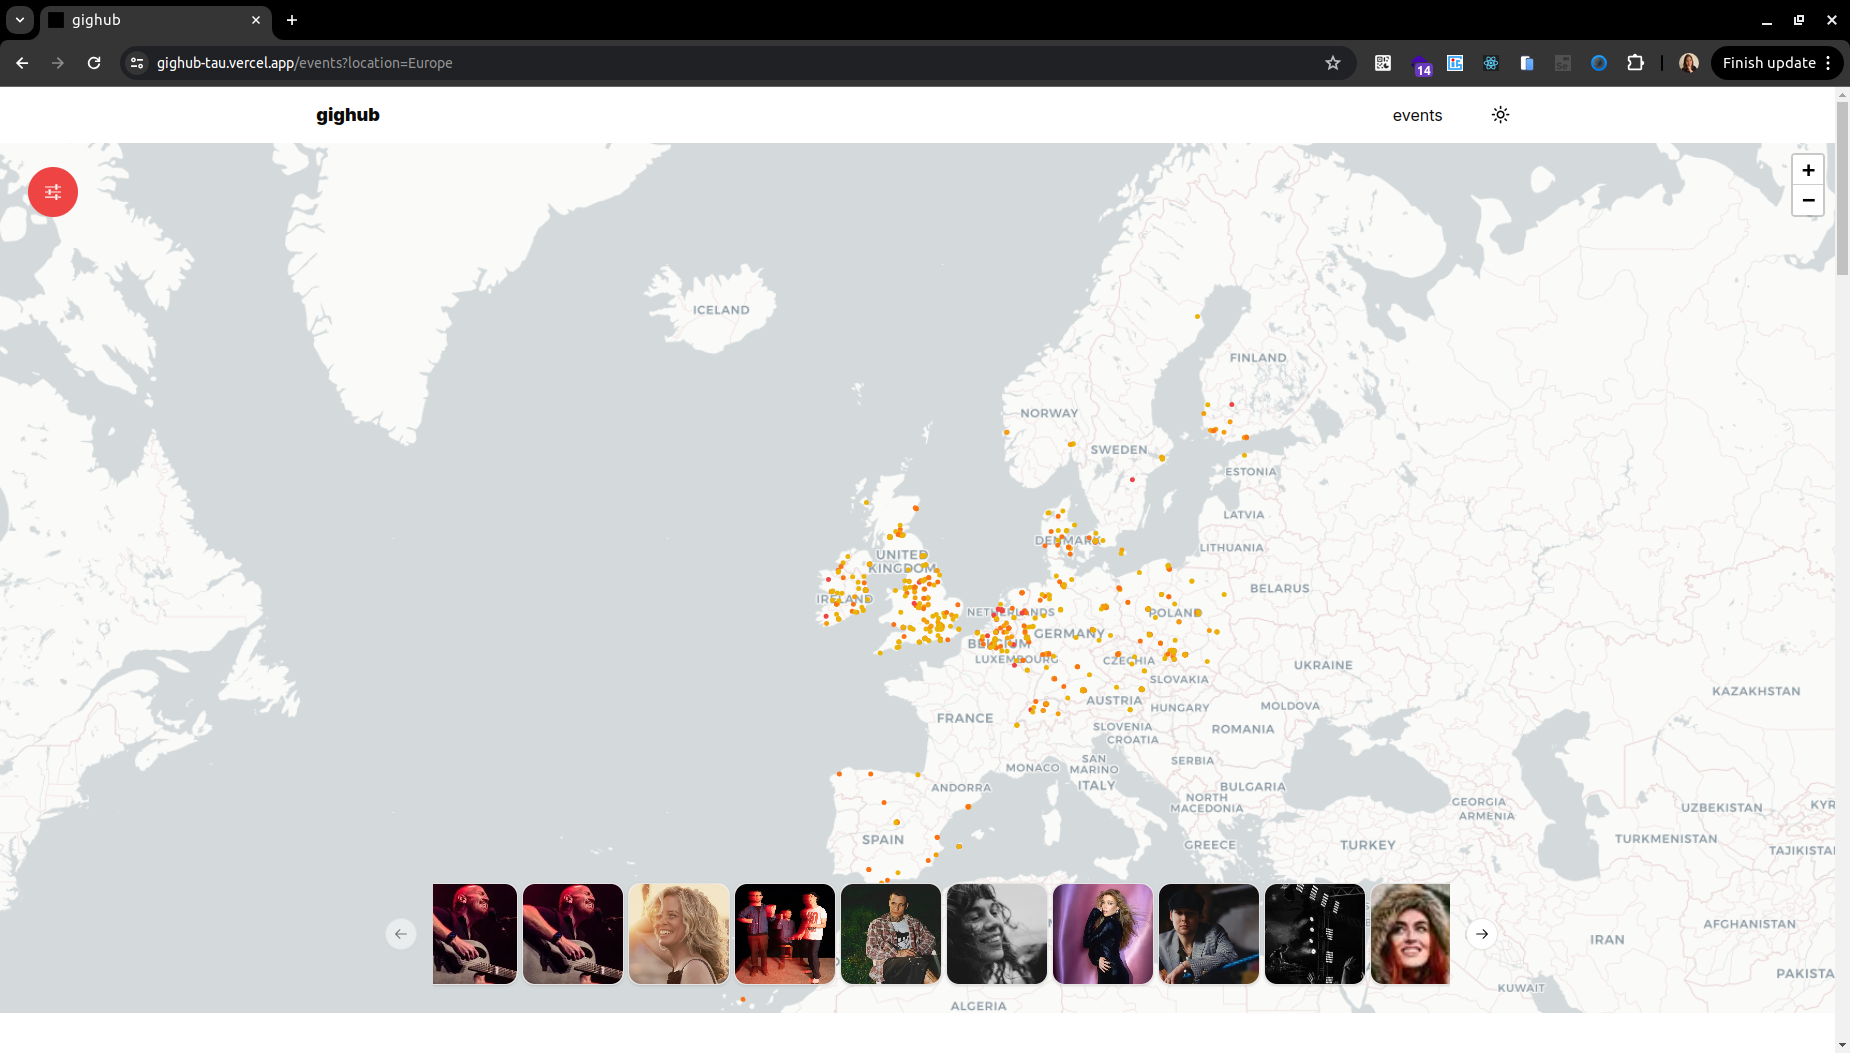 gighub
gighub-tau.vercel.app/events?location=Europe
14
Finish update
gighub
events
+
−
ICELAND
FINLAND
NORWAY
SWEDEN
ESTONIA
LATVIA
DENMARK
LITHUANIA
UNITED
KINGDOM
BELARUS
IRELAND
NETHERLANDS
POLAND
GERMANY
BELGIUM
LUXEMBOURG
CZECHIA
UKRAINE
SLOVAKIA
KAZAKHSTAN
AUSTRIA
HUNGARY
MOLDOVA
FRANCE
SLOVENIA
ROMANIA
CROATIA
SAN
MARINO
SERBIA
MONACO
ITALY
ANDORRA
BULGARIA
NORTH
MACEDONIA
GEORGIA
ARMENIA
UZBEKISTAN
KYR
SPAIN
GREECE
TURKEY
TURKMENISTAN
TAJIKISTA
AFGHANISTAN
IRAN
PAKISTA
KUWAIT
ALGERIA